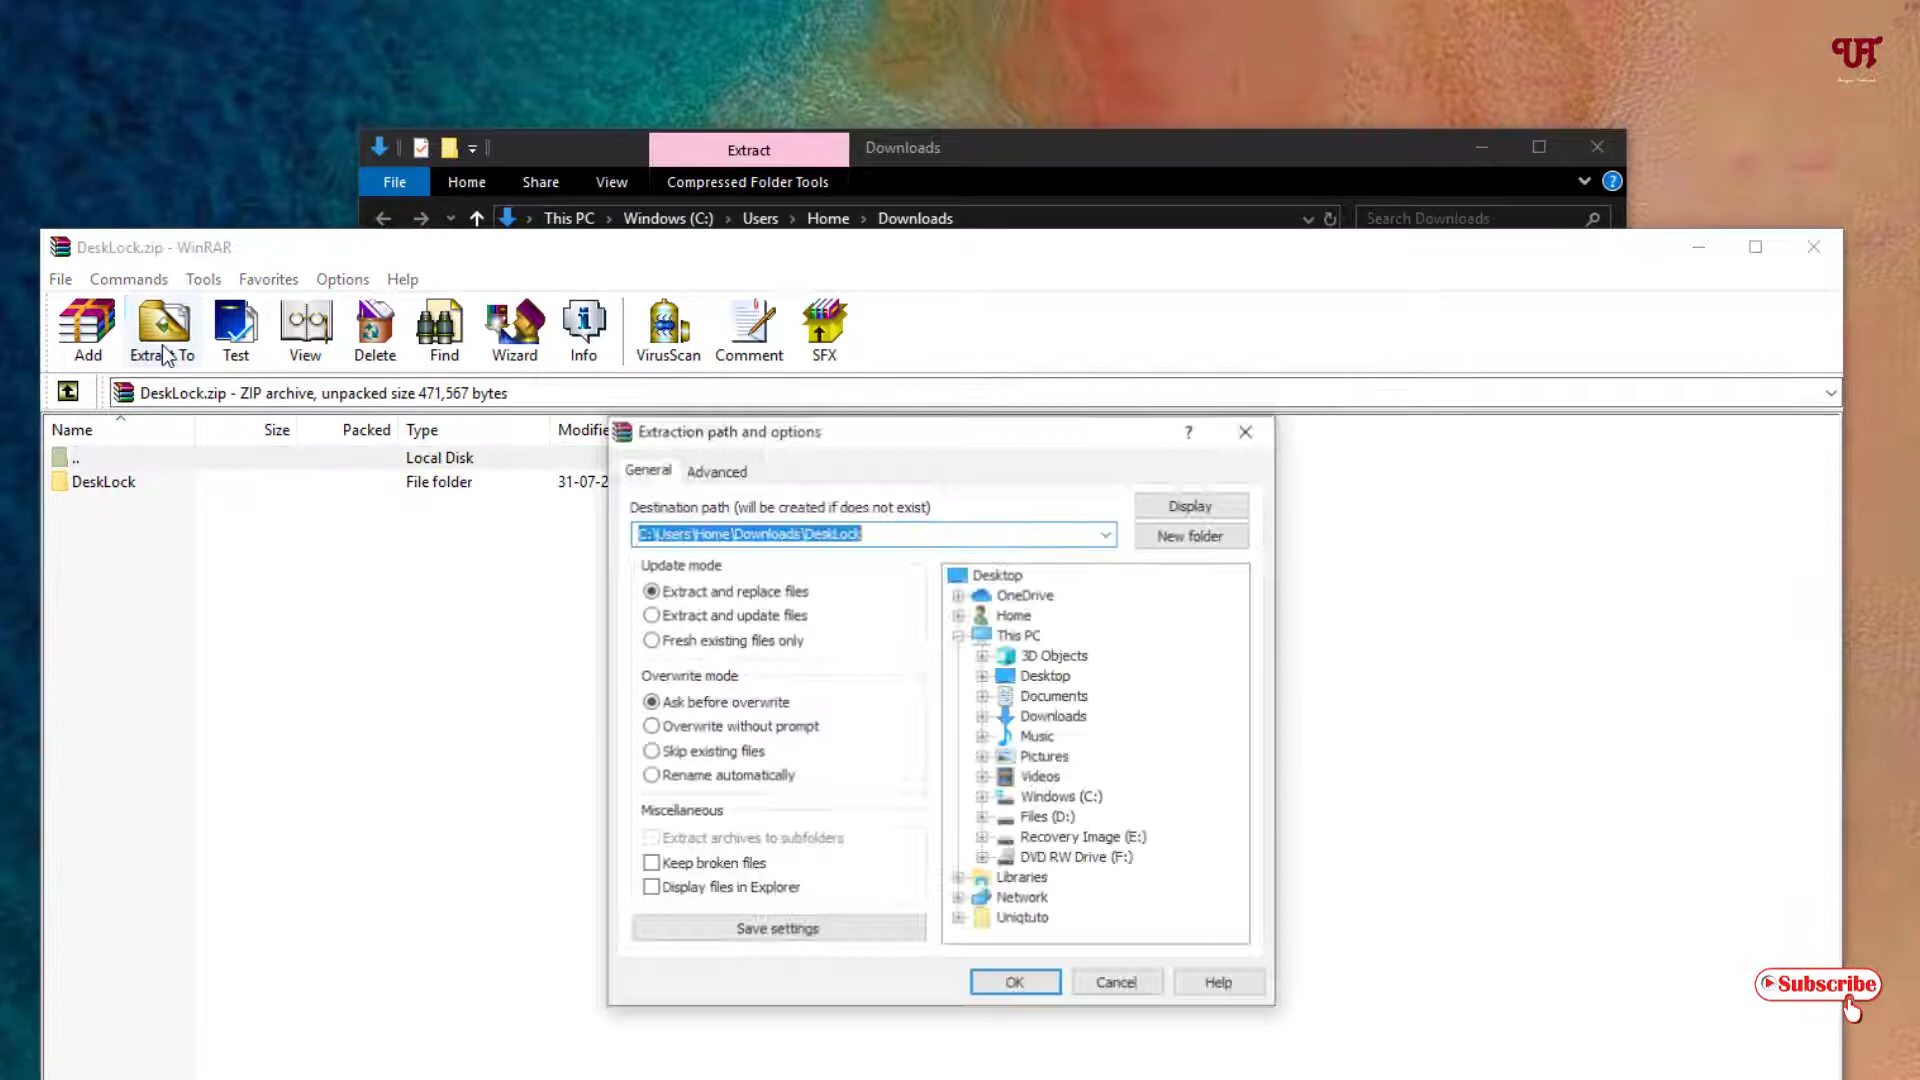 UT
Extract
Downloads
File
Home
Share
View
Compressed Folder Tools
This PC > Windows (C:) > Users > Home > Downloads
Search Downloads
DeskLock.zip - WinRAR
File Commands Tools Favorites Options Help
Add
Extract To
Test
View
Delete
Find
Wizard
Info
VirusScan
Comment
SFX
DeskLock.zip - ZIP archive, unpacked size 471,567 bytes
Name Size Packed Type Modifie
.. Local Disk
DeskLock File folder 31-07-2
Extraction path and options
General Advanced
Destination path (will be created if does not exist)
C:\Users\Home\Downloads\DeskLock
Display
New folder
Update mode
Extract and replace files
Extract and update files
Fresh existing files only
Overwrite mode
Ask before overwrite
Overwrite without prompt
Skip existing files
Rename automatically
Miscellaneous
Extract archives to subfolders
Keep broken files
Display files in Explorer
Save settings
Desktop
OneDrive
Home
This PC
3D Objects
Desktop
Documents
Downloads
Music
Pictures
Videos
Windows (C:)
Files (D:)
Recovery Image (E:)
DVD RW Drive (F:)
Libraries
Network
Uniqtuto
OK Cancel Help
Subscribe